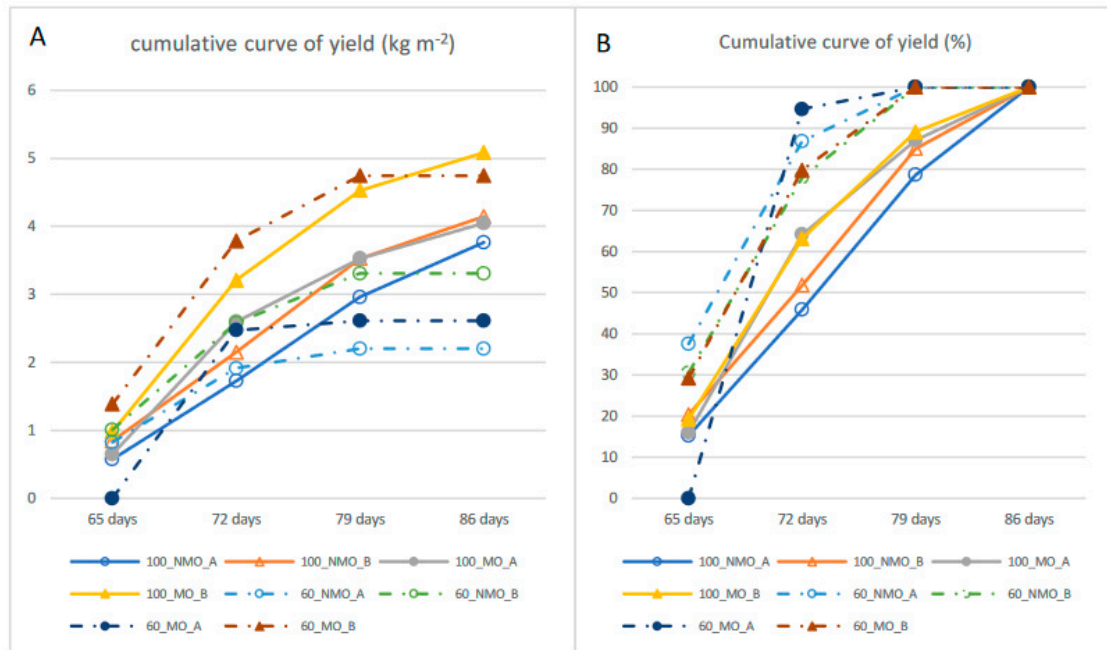 A
cumulative curve of yield (kg m⁻²)
6
5
4
3
2
1
0
65 days 72 days 79 days 86 days
100_NMO_A 100_NMO_B 100_MO_A
100_MO_B 60_NMO_A 60_NMO_B
60_MO_A 60_MO_B
B
Cumulative curve of yield (%)
100
90
80
70
60
50
40
30
20
10
0
65 days 72 days 79 days 86 days
100_NMO_A 100_NMO_B 100_MO_A
100_MO_B 60_NMO_A 60_NMO_B
60_MO_A 60_MO_B